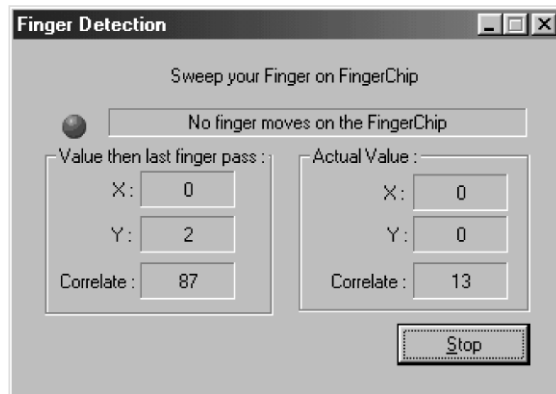 Finger Detection
Sweep your Finger on FingerChip
No finger moves on the FingerChip
Value then last finger pass :
X : 0
Y : 2
Correlate : 87
Actual Value :
X : 0
Y : 0
Correlate : 13
Stop